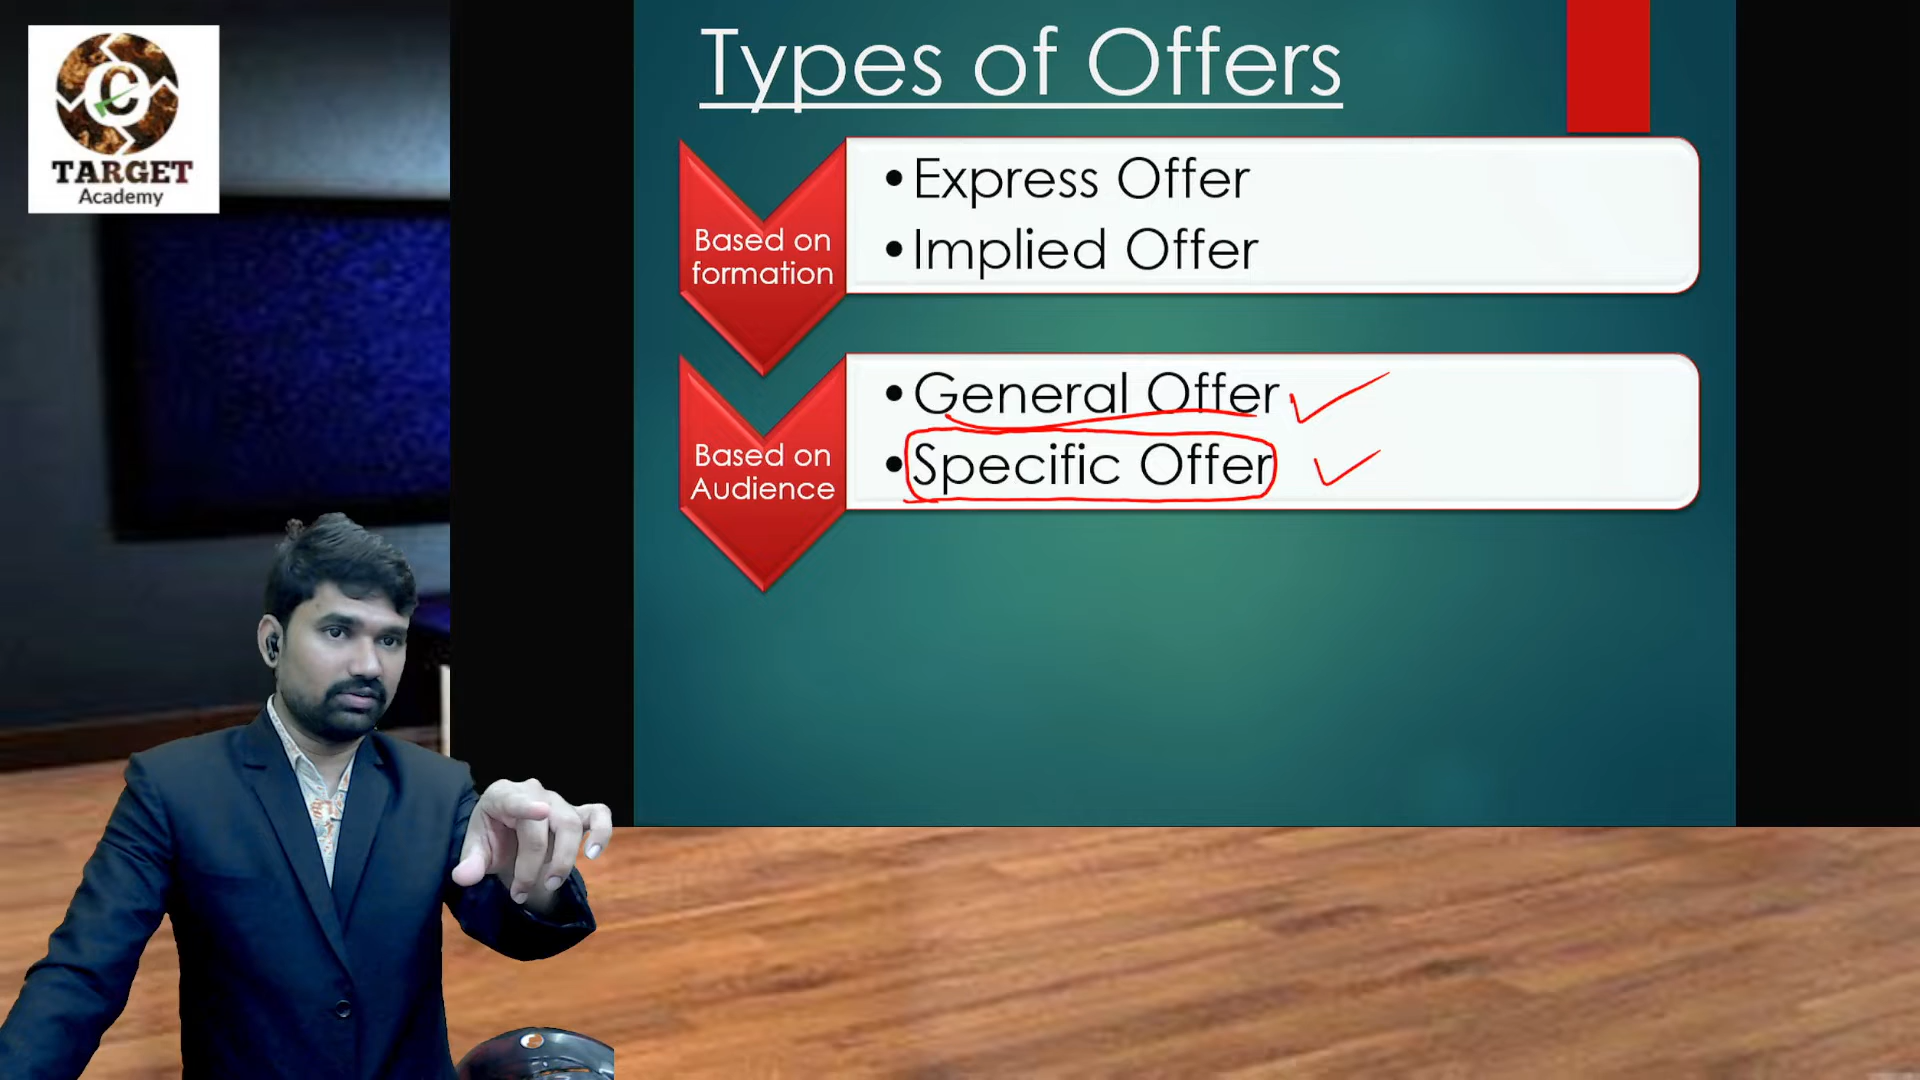 TARGET
Academy
Types of Offers
Based on
formation
•Express Offer
•Implied Offer
Based on
Audience
•General Offer
•Specific Offer